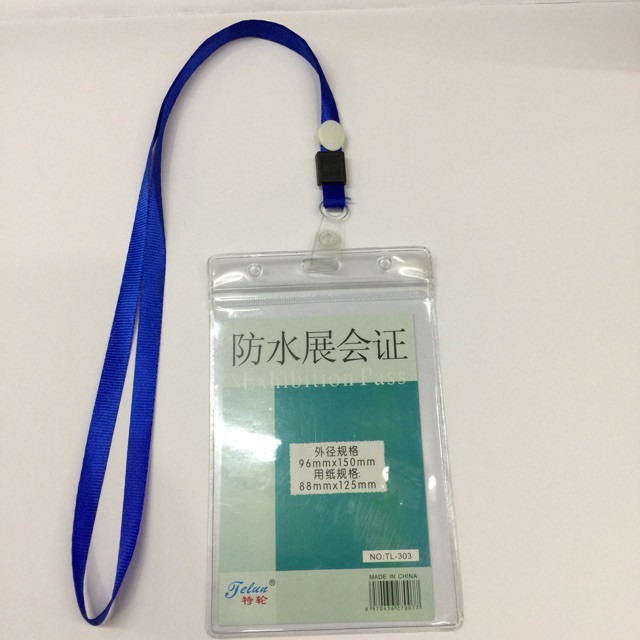 防水展会证
Exhibition Pass
外径规格
96mmx150mm
用纸规格:
88mmx125mm
NO:TL-303
MADE IN CHINA
Telun®
特轮